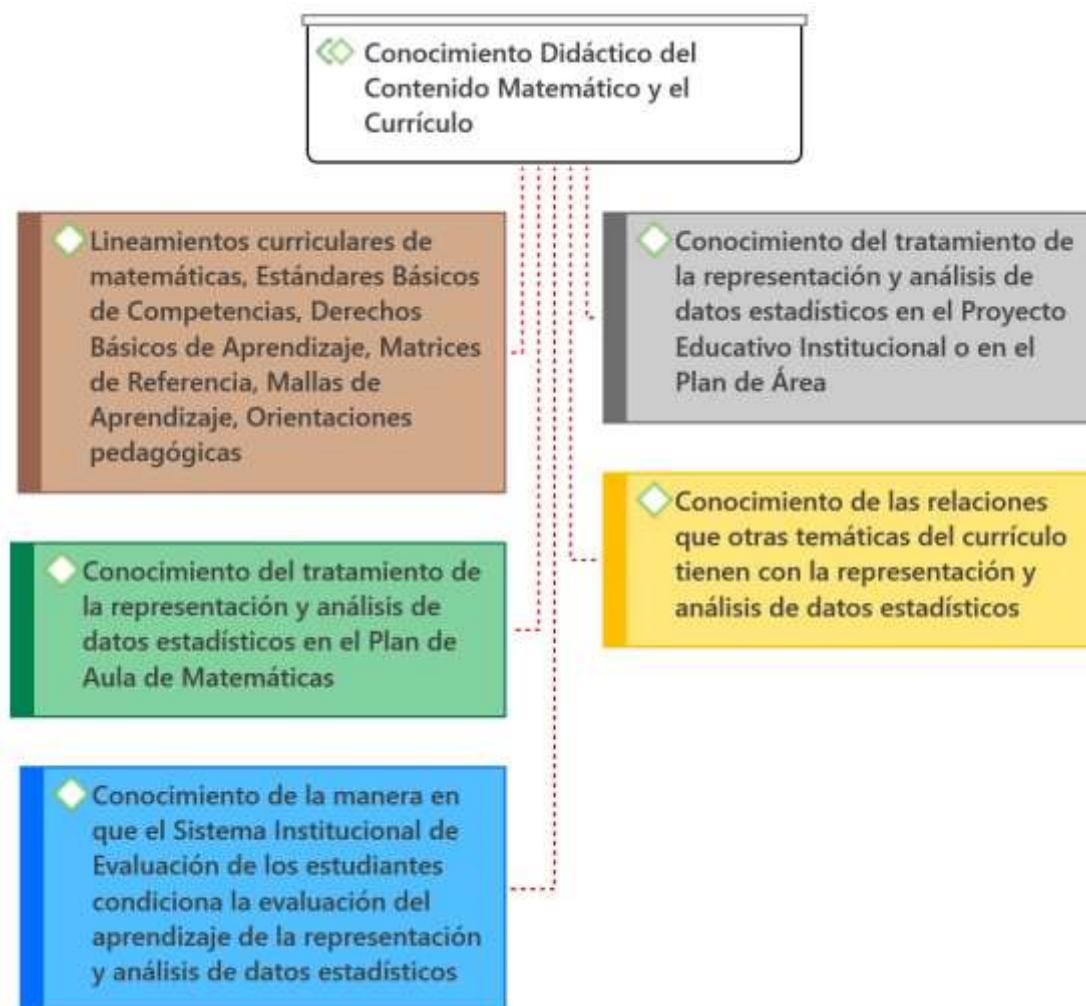 Conocimiento Didáctico del
Contenido Matemático y el
Currículo
Lineamientos curriculares de
matemáticas, Estándares Básicos
de Competencias, Derechos
Básicos de Aprendizaje, Matrices
de Referencia, Mallas de
Aprendizaje, Orientaciones
pedagógicas
Conocimiento del tratamiento de
la representación y análisis de
datos estadísticos en el Proyecto
Educativo Institucional o en el
Plan de Área
Conocimiento del tratamiento de
la representación y análisis de
datos estadísticos en el Plan de
Aula de Matemáticas
Conocimiento de las relaciones
que otras temáticas del currículo
tienen con la representación y
análisis de datos estadísticos
Conocimiento de la manera en
que el Sistema Institucional de
Evaluación de los estudiantes
condiciona la evaluación del
aprendizaje de la representación
y análisis de datos estadísticos